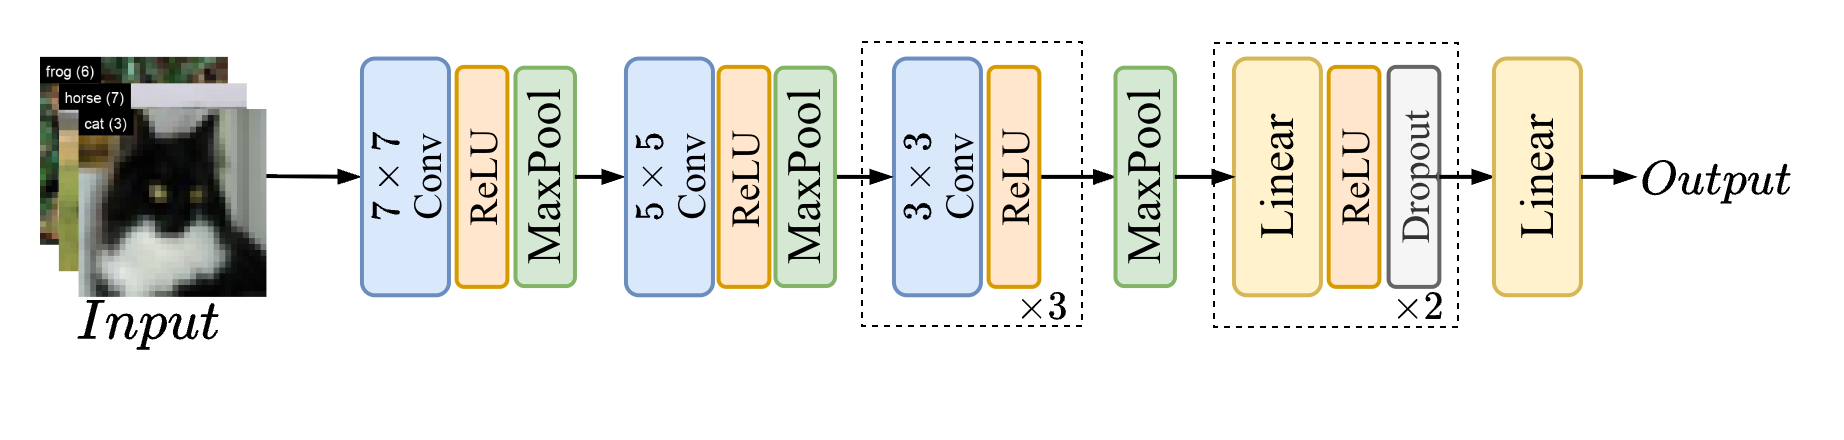 frog (6)
horse (7)
cat (3)
Input
7 × 7
Conv
ReLU
MaxPool
5 × 5
Conv
ReLU
MaxPool
3 × 3
Conv
ReLU
×3
MaxPool
Linear
ReLU
Dropout
×2
Linear
Output